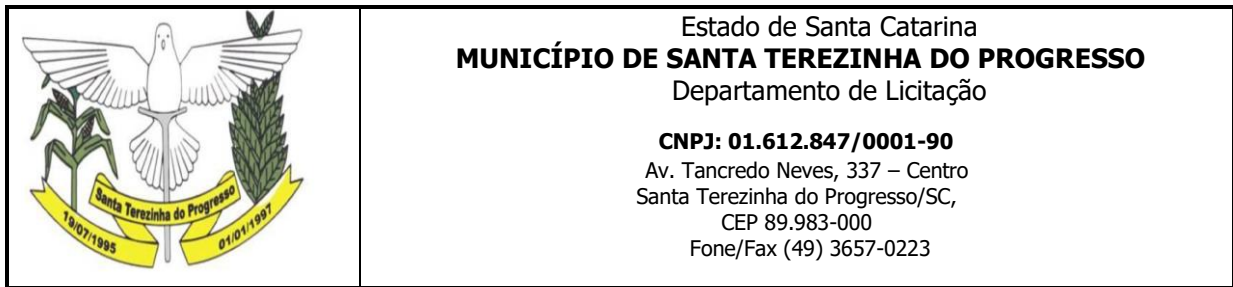 Santa Terezinha do Progresso
19/07/1995
01/01/1997
Estado de Santa Catarina
MUNICÍPIO DE SANTA TEREZINHA DO PROGRESSO
Departamento de Licitação
CNPJ: 01.612.847/0001-90
Av. Tancredo Neves, 337 – Centro
Santa Terezinha do Progresso/SC,
CEP 89.983-000
Fone/Fax (49) 3657-0223